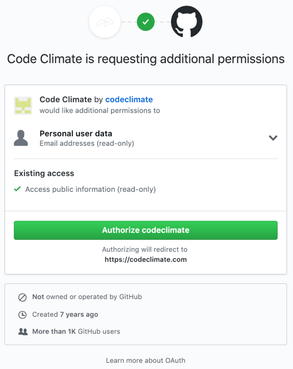 Code Climate is requesting additional permissions
Code Climate by codeclimate
would like additional permissions to
Personal user data
Email addresses (read-only)
Existing access
Access public information (read-only)
Authorize codeclimate
Authorizing will redirect to
https://codeclimate.com
Not owned or operated by GitHub
Created 7 years ago
More than 1K GitHub users
Learn more about OAuth